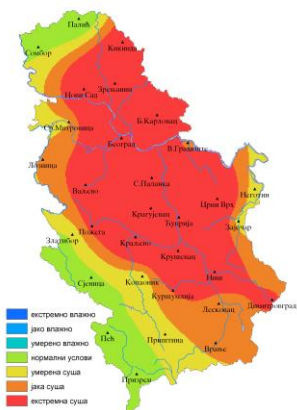 Палић
Сомбор
Кикинда
Зрењанин
Нови Сад
Б.Карловац
Ср.Митровица
Београд
В.Градиште
Лозница
Ваљево
С.Паланка
Неготин
Крагујевац
Црни Врх
Ћуприја
Зајечар
Пожега
Златибор
Краљево
Крушевац
Сјеница
Копаоник
Ниш
Куршумлија
Димитровград
Лесковац
Пећ
Приштина
Врање
Призрен
екстремно влажно
јако влажно
умерено влажно
нормални услови
умерена суша
јака суша
екстремна суша